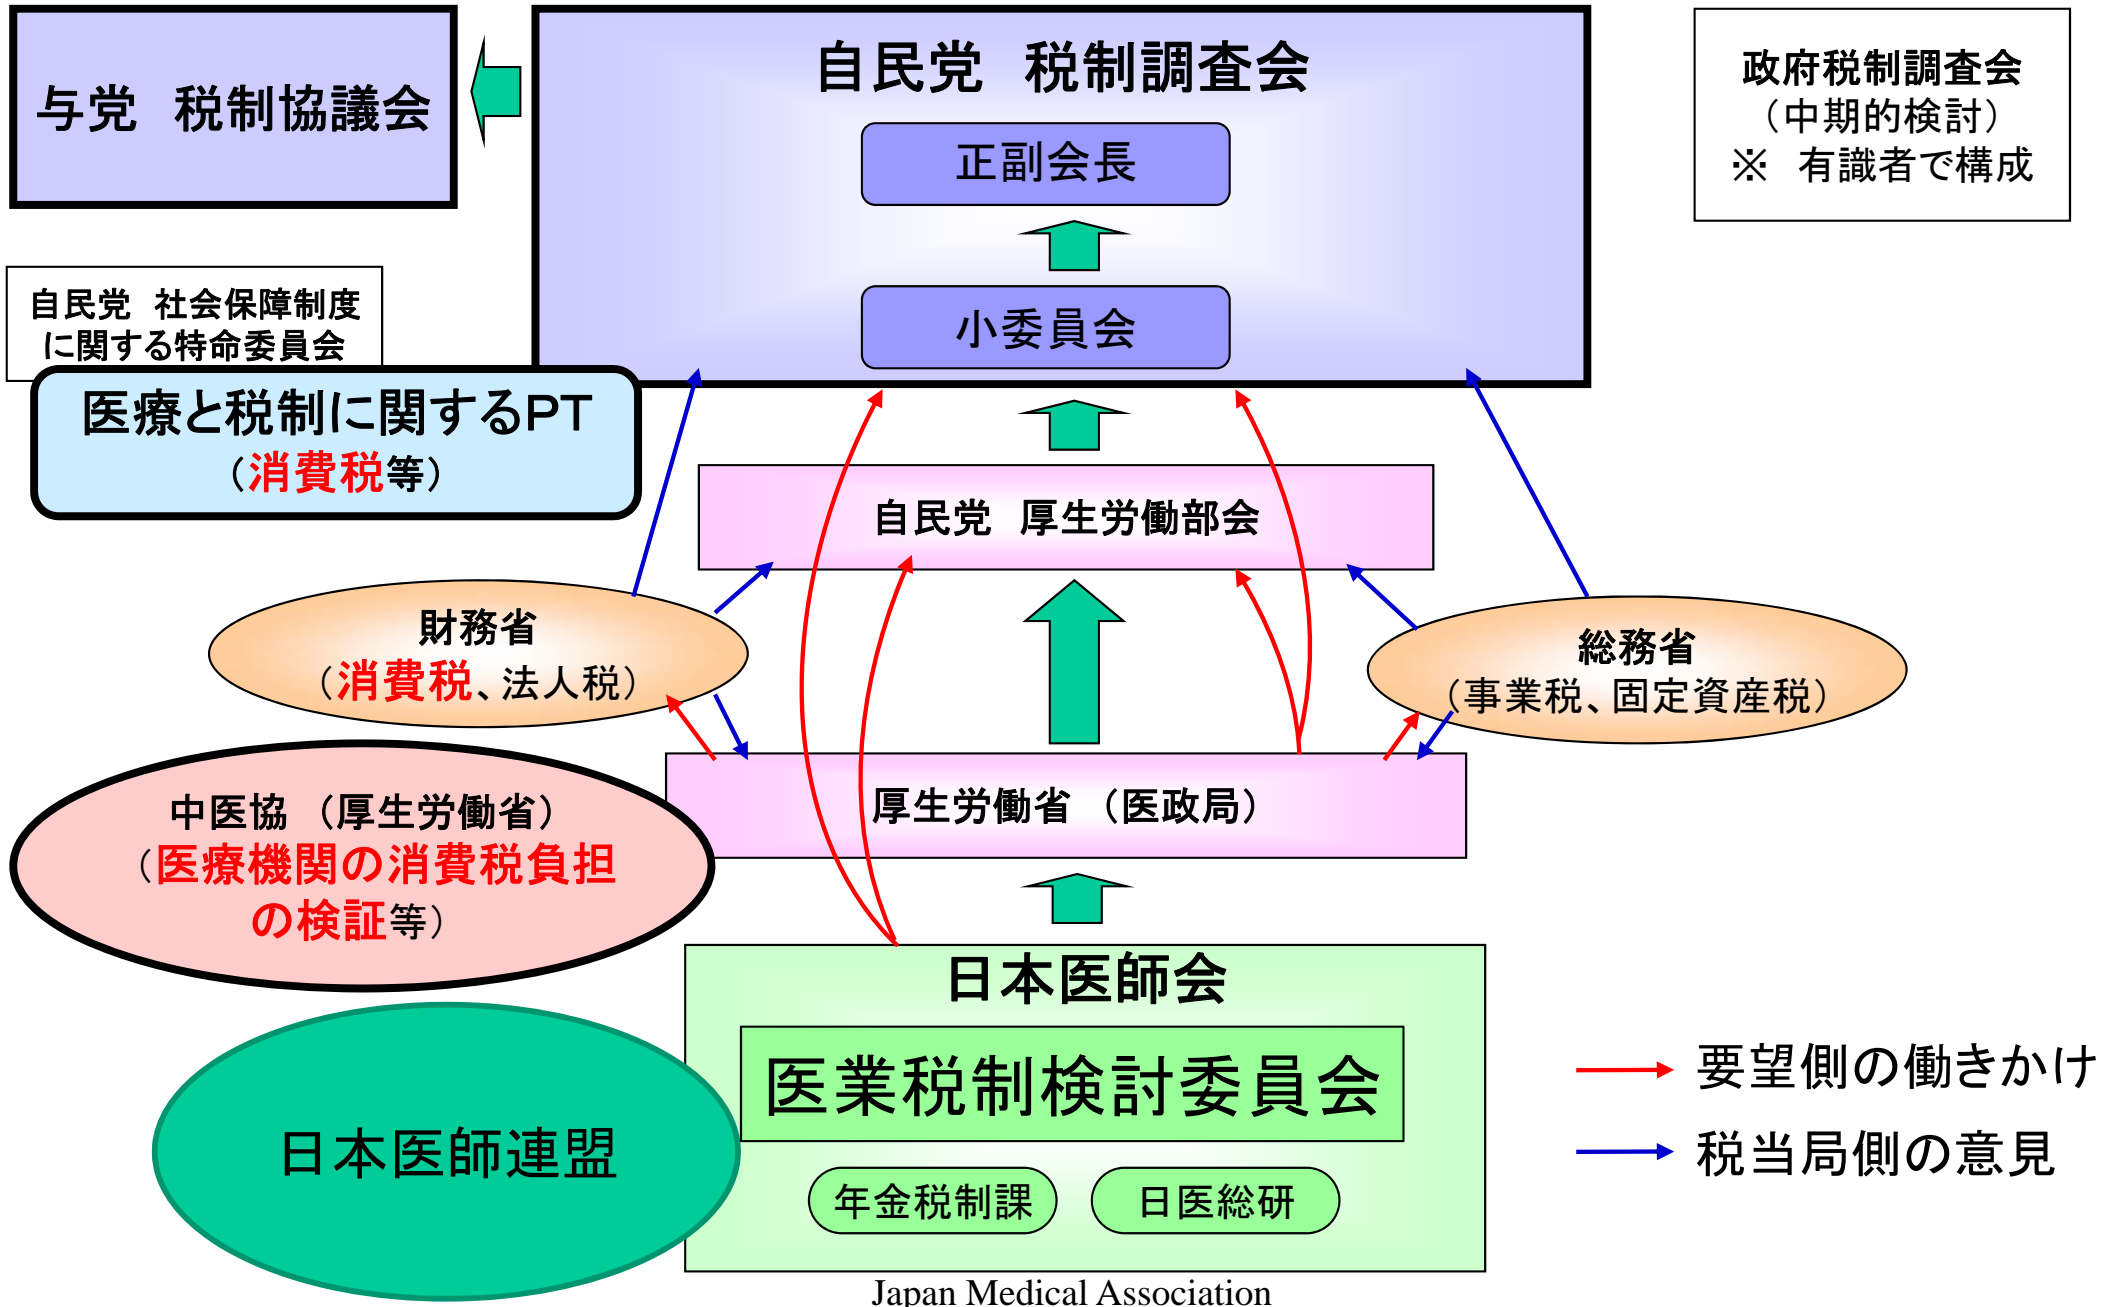 与党　税制協議会
自民党　税制調査会
正副会長
小委員会
政府税制調査会
（中期的検討）
※　有識者で構成
自民党　社会保障制度
に関する特命委員会
医療と税制に関するＰＴ
（消費税等）
自民党　厚生労働部会
財務省
（消費税、法人税）
総務省
（事業税、固定資産税）
中医協 （厚生労働省）
（医療機関の消費税負担
の検証等）
厚生労働省 （医政局）
日本医師会
医業税制検討委員会
年金税制課
日医総研
日本医師連盟
要望側の働きかけ
税当局側の意見
Japan Medical Association